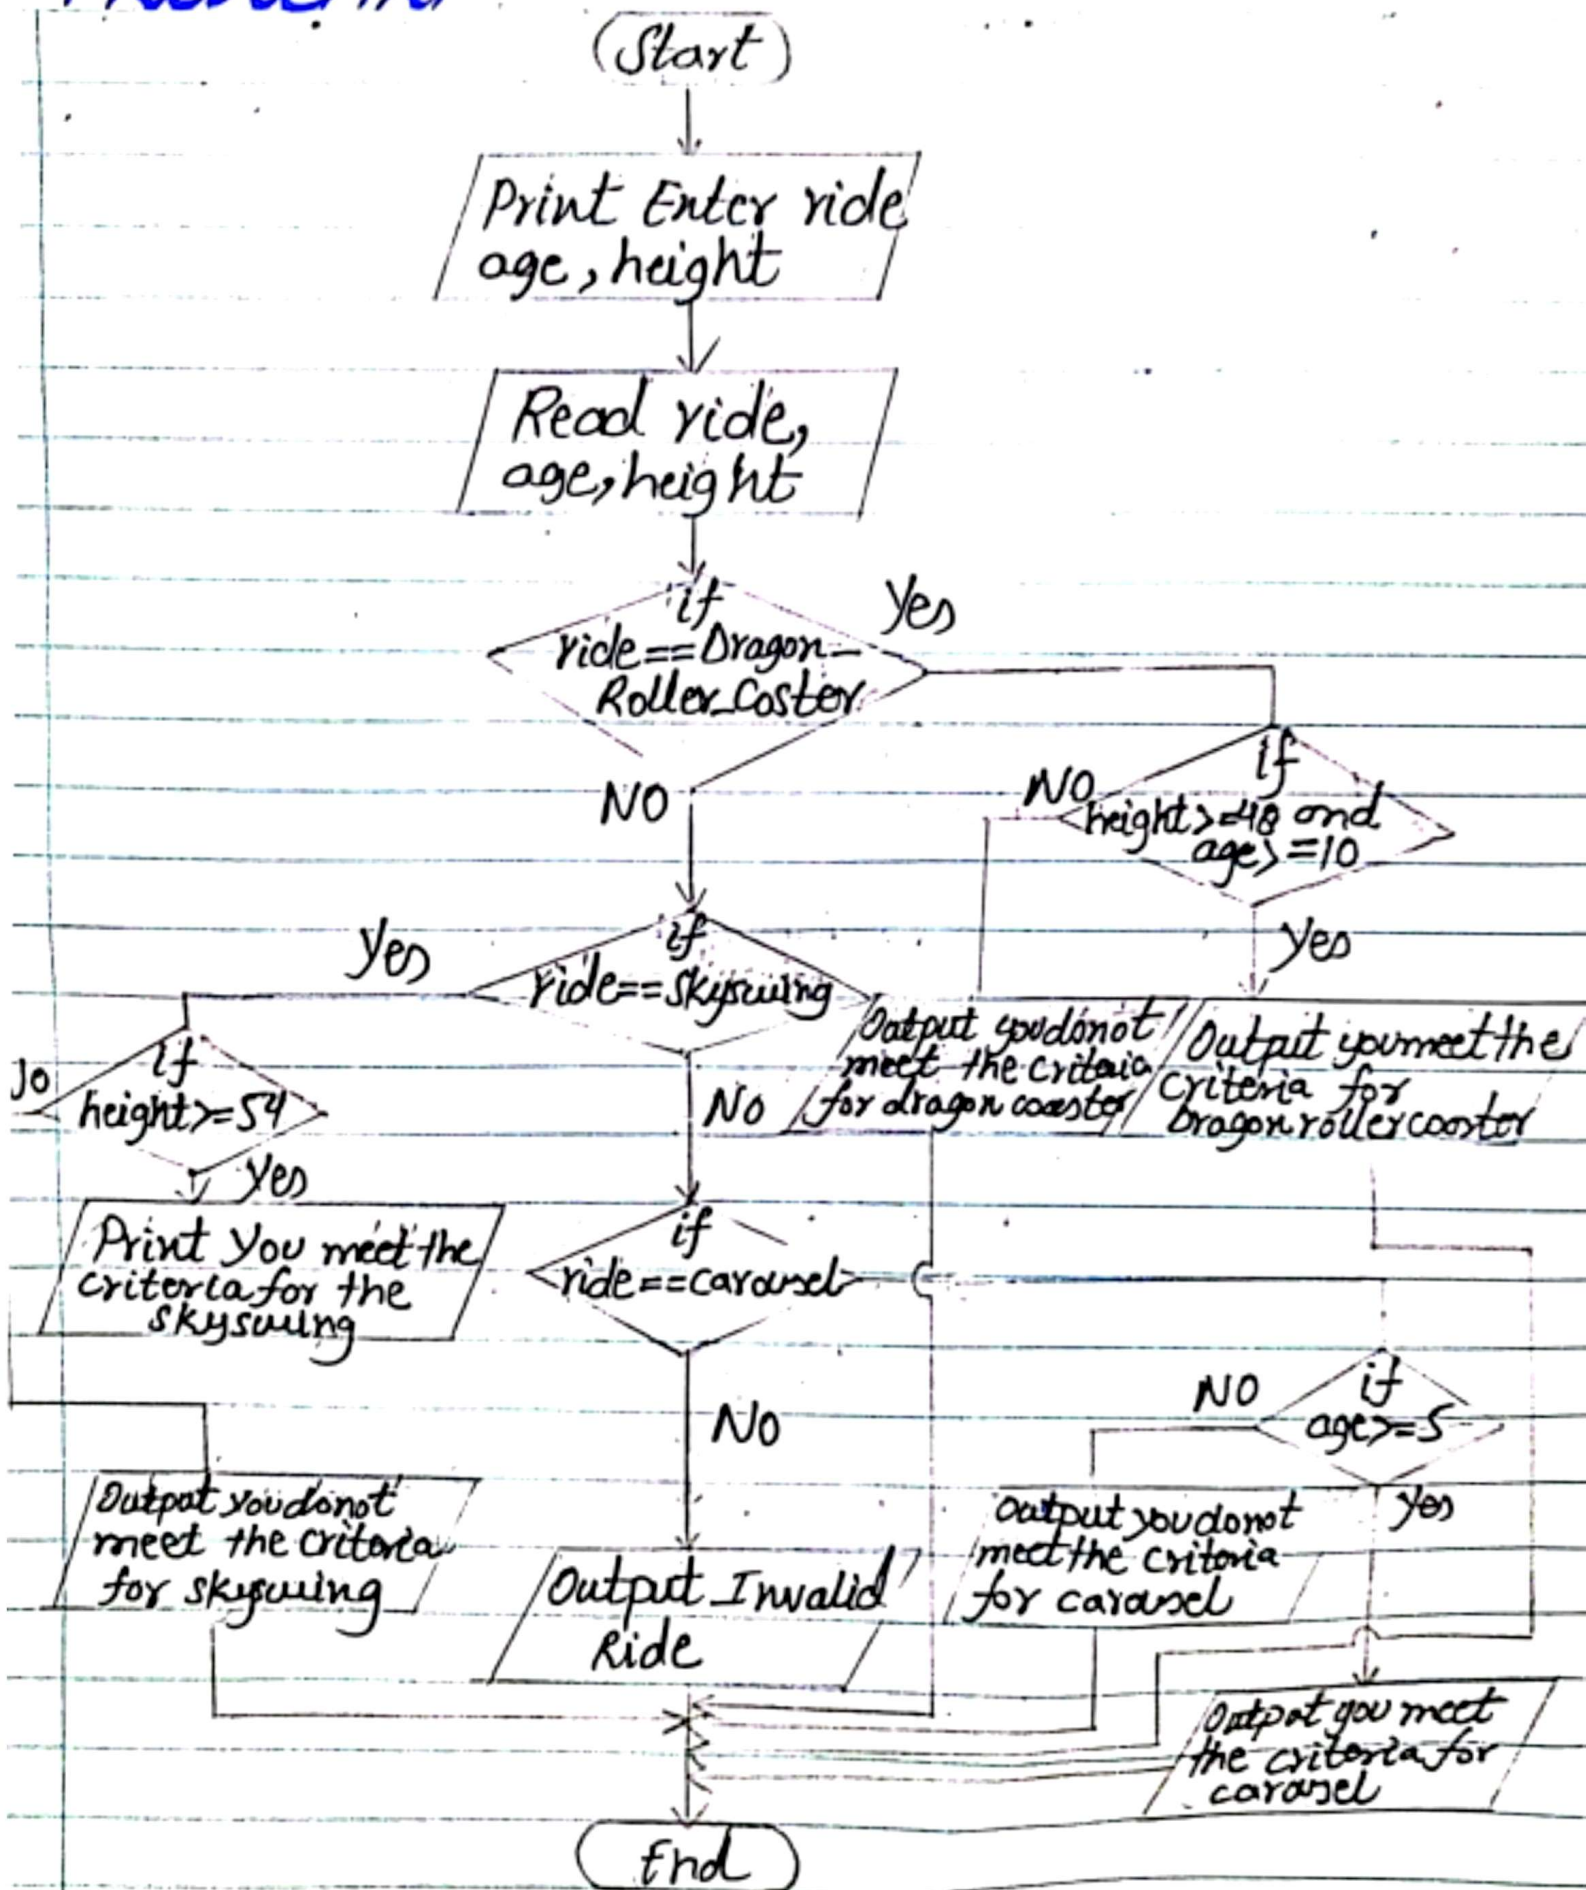 (Start)
Print Enter ride
age, height
Read ride,
age, height
if
ride==Dragon_
Roller_Coster
Yes
NO
if
height>=48 and
age>=10
NO
Yes
if
ride==skyswing
Yes
No
Output you do not
meet the criteria
for dragon coaster
Output you meet the
criteria for
Dragon roller coaster
if
height>=54
Yes
Print You meet the
criteria for the
skyswing
if
ride==carousel
NO
if
age>=5
NO
Yes
Output you do not
meet the criteria
for skyswing
Output Invalid
Ride
Output you do not
meet the criteria
for carousel
Output you meet
the criteria for
carousel
End